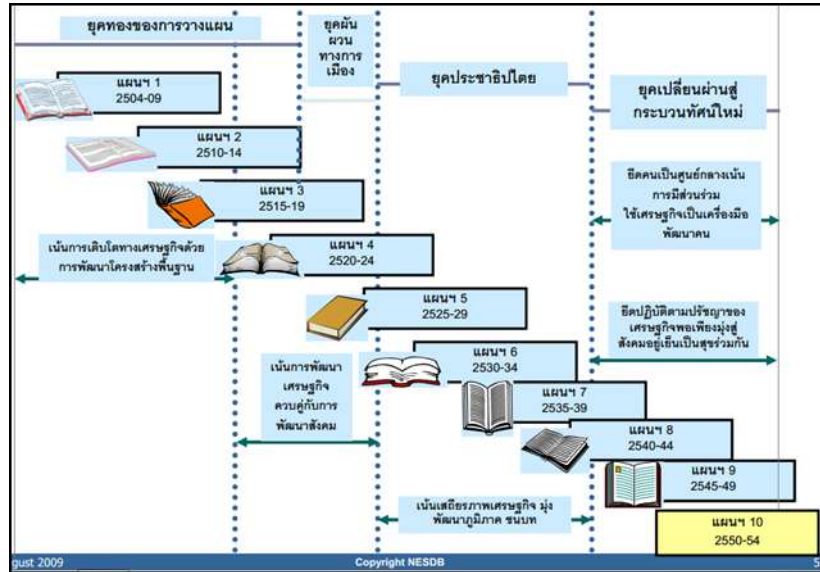 ยุคทองของการวางแผน
ยุคผัน
ผวน
ทางการ
เมือง
ยุคประชาธิปไตย
ยุคเปลี่ยนผ่านสู่
กระบวนทัศน์ใหม่
แผนฯ 1
2504-09
แผนฯ 2
2510-14
แผนฯ 3
2515-19
ยึดคนเป็นศูนย์กลางเน้น
การมีส่วนร่วม
ใช้เศรษฐกิจเป็นเครื่องมือ
พัฒนาคน
เน้นการเติบโตทางเศรษฐกิจด้วย
การพัฒนาโครงสร้างพื้นฐาน
แผนฯ 4
2520-24
แผนฯ 5
2525-29
ยึดปฏิบัติตามปรัชญาของ
เศรษฐกิจพอเพียงมุ่งสู่
สังคมอยู่เย็นเป็นสุขร่วมกัน
แผนฯ 6
2530-34
เน้นการพัฒนา
เศรษฐกิจ
ควบคู่กับการ
พัฒนาสังคม
แผนฯ 7
2535-39
แผนฯ 8
2540-44
แผนฯ 9
2545-49
เน้นเสถียรภาพเศรษฐกิจ มุ่ง
พัฒนาภูมิภาค ชนบท
แผนฯ 10
2550-54
gust 2009
Copyright NESDB
5